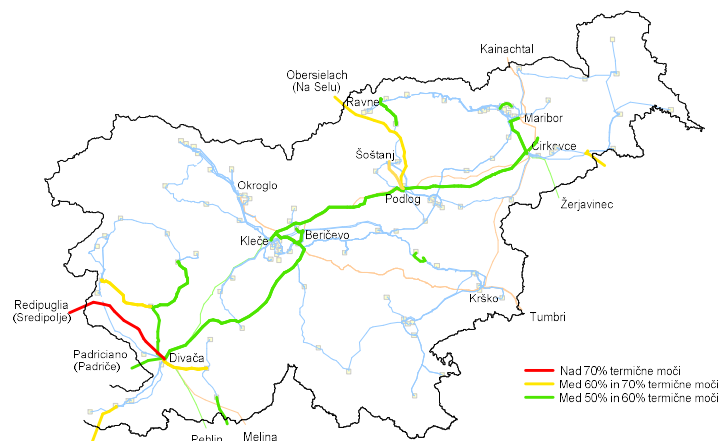 Kainachtal
Obersielach
(Na Selu)
Ravne
Maribor
Cirkovce
Šoštanj
Okroglo
Podlog
Žerjavinec
Beričevo
Kleče
Redipuglia
(Sredipolje)
Krško
Tumbri
Padriciano
(Padriče)
Divača
Nad 70% termične moči
Med 60% in 70% termične moči
Med 50% in 60% termične moči
Pehlin
Melina